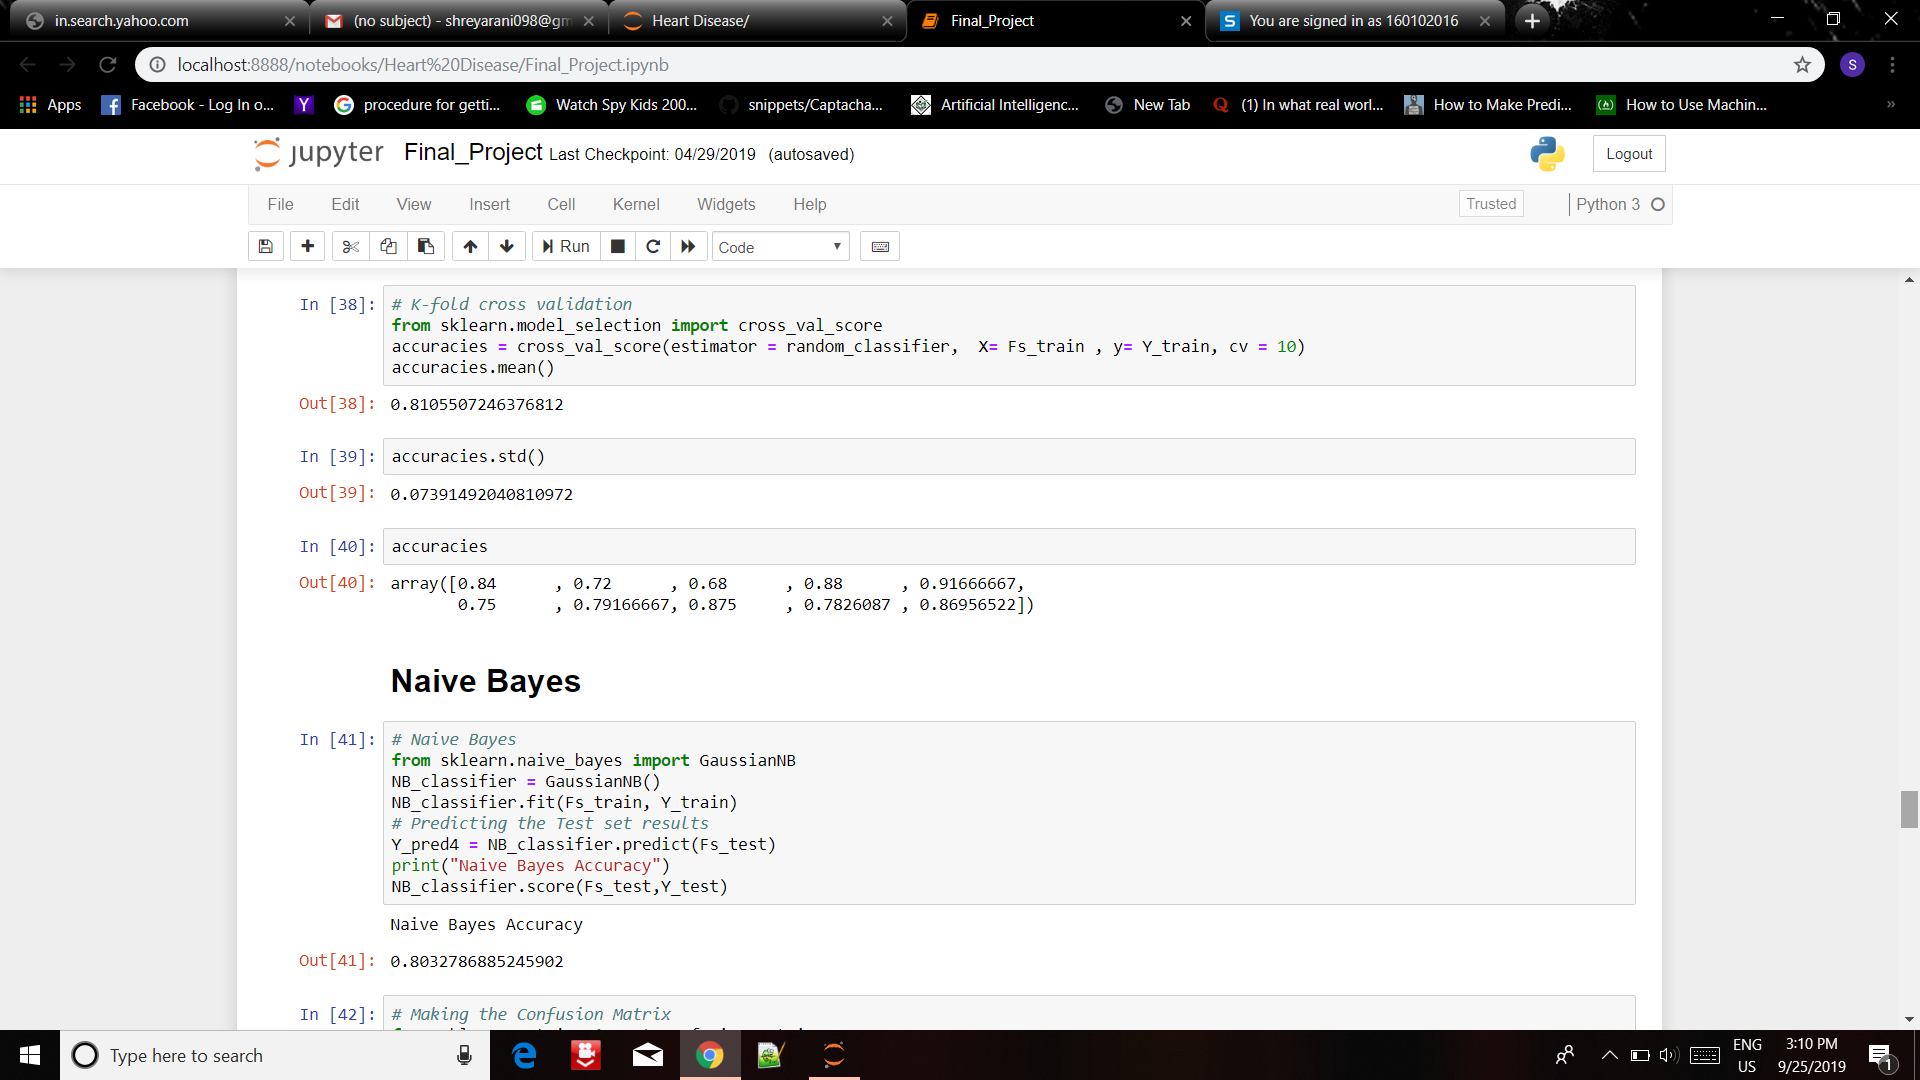 in.search.yahoo.com
(no subject) - shreyarani098@gm
Heart Disease/
Final_Project
You are signed in as 160102016
localhost:8888/notebooks/Heart%20Disease/Final_Project.ipynb
S
Apps
Facebook - Log In o...
procedure for getti...
Watch Spy Kids 200...
snippets/Captacha...
Artificial Intelligenc...
New Tab
(1) In what real worl...
How to Make Predi...
How to Use Machin...
»
jupyter Final_Project Last Checkpoint: 04/29/2019 (autosaved)
Logout
File Edit View Insert Cell Kernel Widgets Help
Trusted
Python 3
Run
Code
In [38]: # K-fold cross validation
from sklearn.model_selection import cross_val_score
accuracies = cross_val_score(estimator = random_classifier,  X= Fs_train , y= Y_train, cv = 10)
accuracies.mean()
Out[38]: 0.8105507246376812
In [39]: accuracies.std()
Out[39]: 0.07391492040810972
In [40]: accuracies
Out[40]: array([0.84      , 0.72      , 0.68      , 0.88      , 0.91666667,
       0.75      , 0.79166667, 0.875     , 0.7826087 , 0.86956522])
Naive Bayes
In [41]: # Naive Bayes
from sklearn.naive_bayes import GaussianNB
NB_classifier = GaussianNB()
NB_classifier.fit(Fs_train, Y_train)
# Predicting the Test set results
Y_pred4 = NB_classifier.predict(Fs_test)
print("Naive Bayes Accuracy")
NB_classifier.score(Fs_test,Y_test)
Naive Bayes Accuracy
Out[41]: 0.8032786885245902
In [42]: # Making the Confusion Matrix
Type here to search
ENG
US
3:10 PM
9/25/2019
1